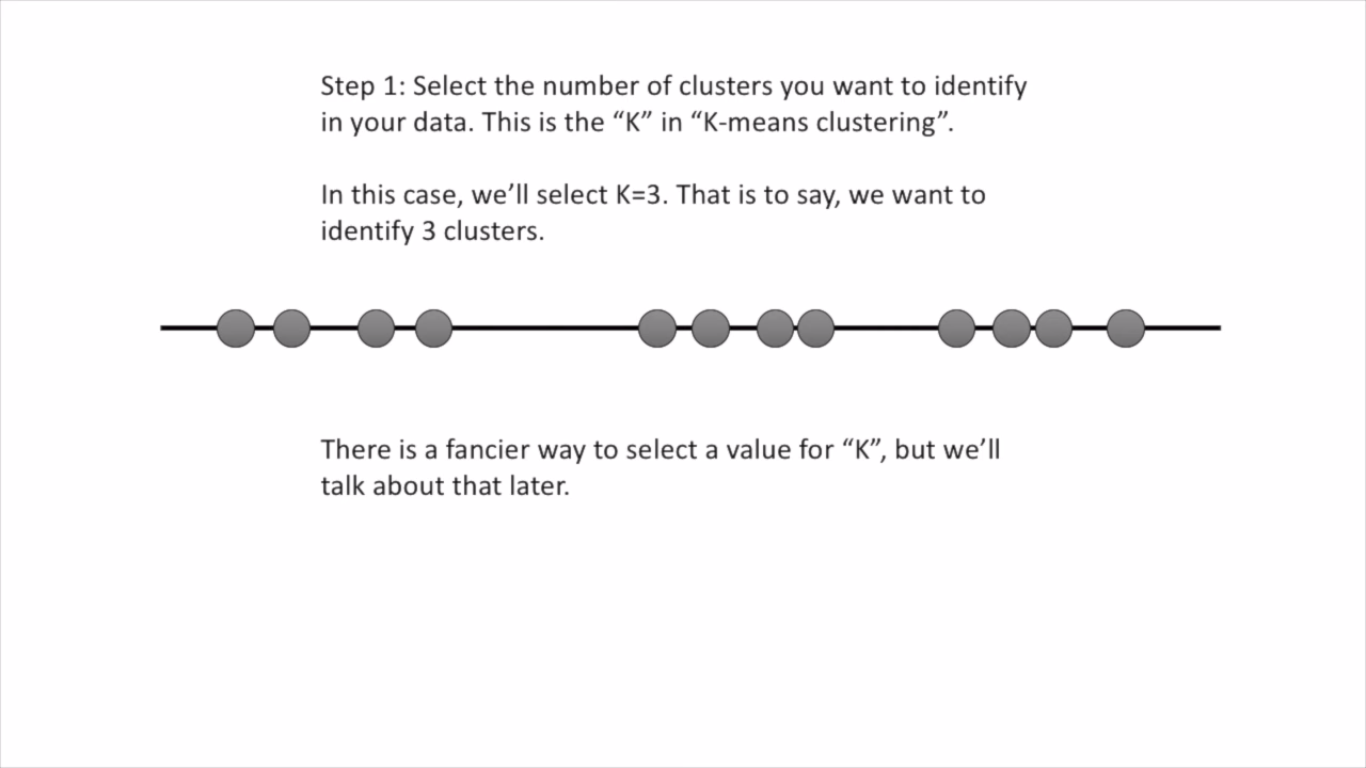 Step 1: Select the number of clusters you want to identify
in your data. This is the “K” in “K-means clustering”.
In this case, we’ll select K=3. That is to say, we want to
identify 3 clusters.
There is a fancier way to select a value for “K”, but we’ll
talk about that later.